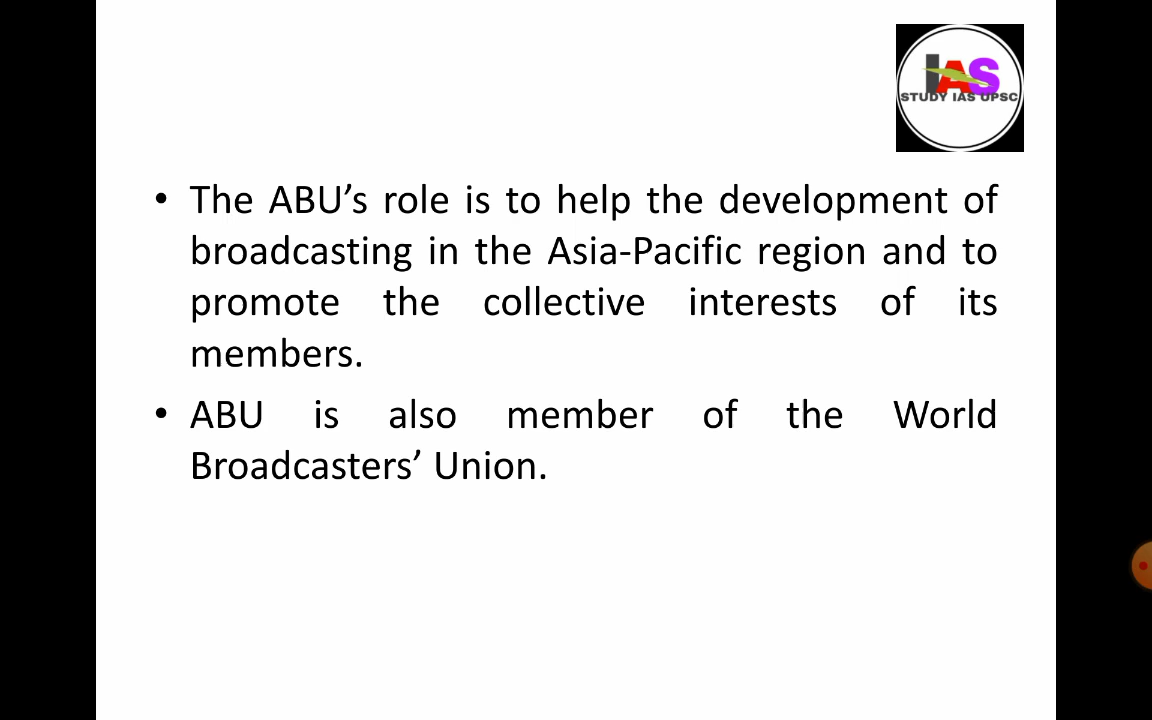 IAS
STUDY IAS UPSC
• The ABU’s role is to help the development of
broadcasting in the Asia-Pacific region and to
promote the collective interests of its
members.
• ABU is also member of the World
Broadcasters’ Union.